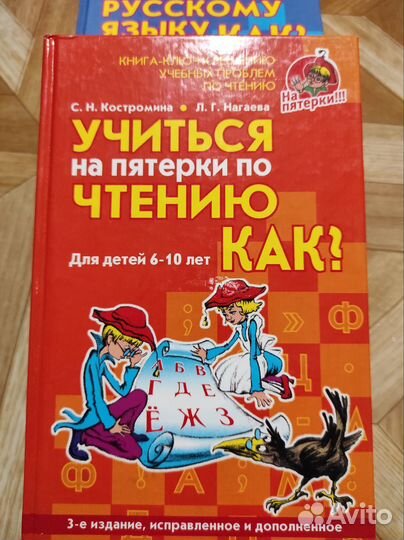 РУССКОМУ
ЯЗЫКУ КАК?
КНИГА-КЛЮЧ К РЕШЕНИЮ
УЧЕБНЫХ ПРОБЛЕМ
ПО ЧТЕНИЮ
На
пятерки!!!
С. Н. Костромина • Л. Г. Нагаева
УЧИТЬСЯ
НА ПЯТЕРКИ ПО
ЧТЕНИЮ
КАК?
Для детей 6-10 лет
А Б В
Г Д Е
Ё Ж З
3-е издание, исправленное и дополненное
Avito